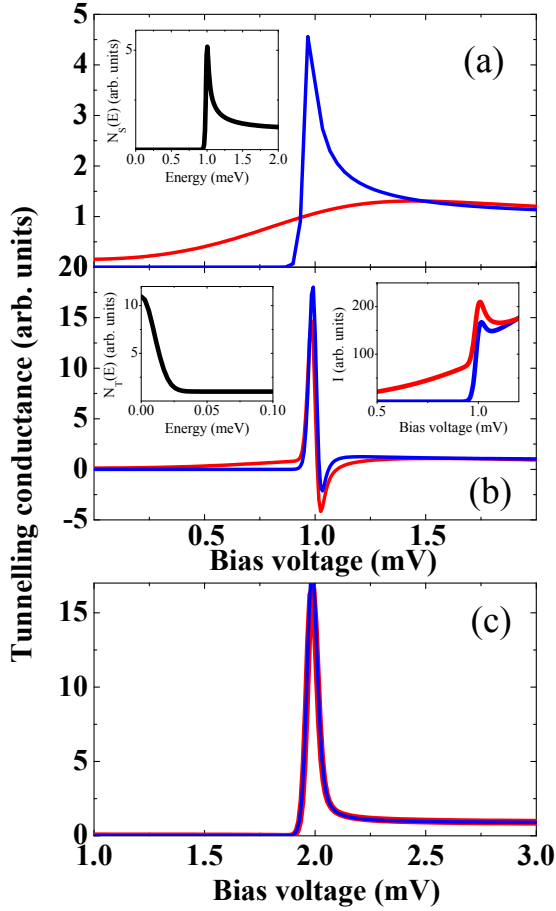 Tunnelling conductance (arb. units)
(a)
5
4
3
2
1
20
N_S(E) (arb. units)
5
0.0 0.5 1.0 1.5 2.0
Energy (meV)
(b)
15
10
5
0
-5
N_T(E) (arb. units)
10
5
0.00 0.05 0.10
Energy (meV)
I (arb. units)
200
100
0.5 1.0
Bias voltage (mV)
0.5 1.0 1.5
Bias voltage (mV)
(c)
15
10
5
0
1.0 1.5 2.0 2.5 3.0
Bias voltage (mV)